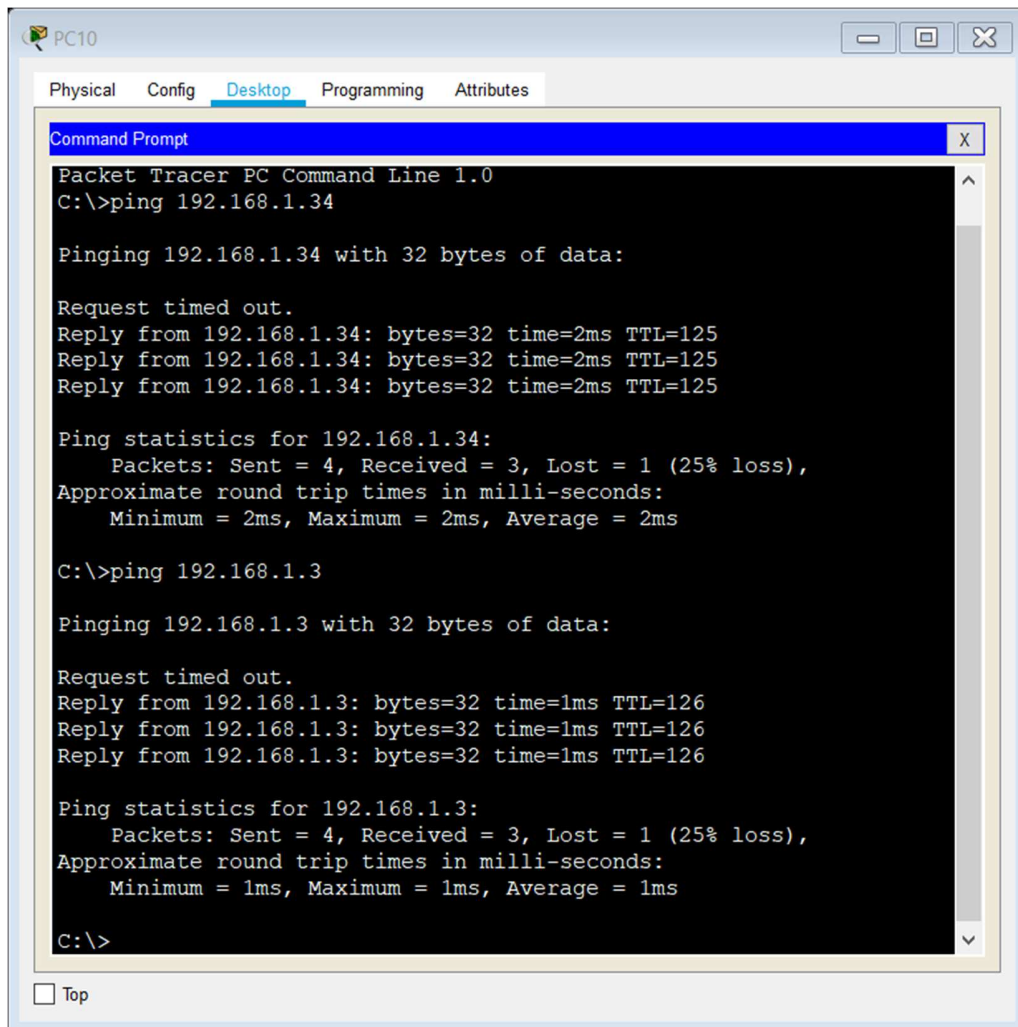 PC10
Physical Config Desktop Programming Attributes
Command Prompt X
Packet Tracer PC Command Line 1.0
C:\>ping 192.168.1.34
Pinging 192.168.1.34 with 32 bytes of data:
Request timed out.
Reply from 192.168.1.34: bytes=32 time=2ms TTL=125
Reply from 192.168.1.34: bytes=32 time=2ms TTL=125
Reply from 192.168.1.34: bytes=32 time=2ms TTL=125
Ping statistics for 192.168.1.34:
    Packets: Sent = 4, Received = 3, Lost = 1 (25% loss),
Approximate round trip times in milli-seconds:
    Minimum = 2ms, Maximum = 2ms, Average = 2ms
C:\>ping 192.168.1.3
Pinging 192.168.1.3 with 32 bytes of data:
Request timed out.
Reply from 192.168.1.3: bytes=32 time=1ms TTL=126
Reply from 192.168.1.3: bytes=32 time=1ms TTL=126
Reply from 192.168.1.3: bytes=32 time=1ms TTL=126
Ping statistics for 192.168.1.3:
    Packets: Sent = 4, Received = 3, Lost = 1 (25% loss),
Approximate round trip times in milli-seconds:
    Minimum = 1ms, Maximum = 1ms, Average = 1ms
C:\>
Top